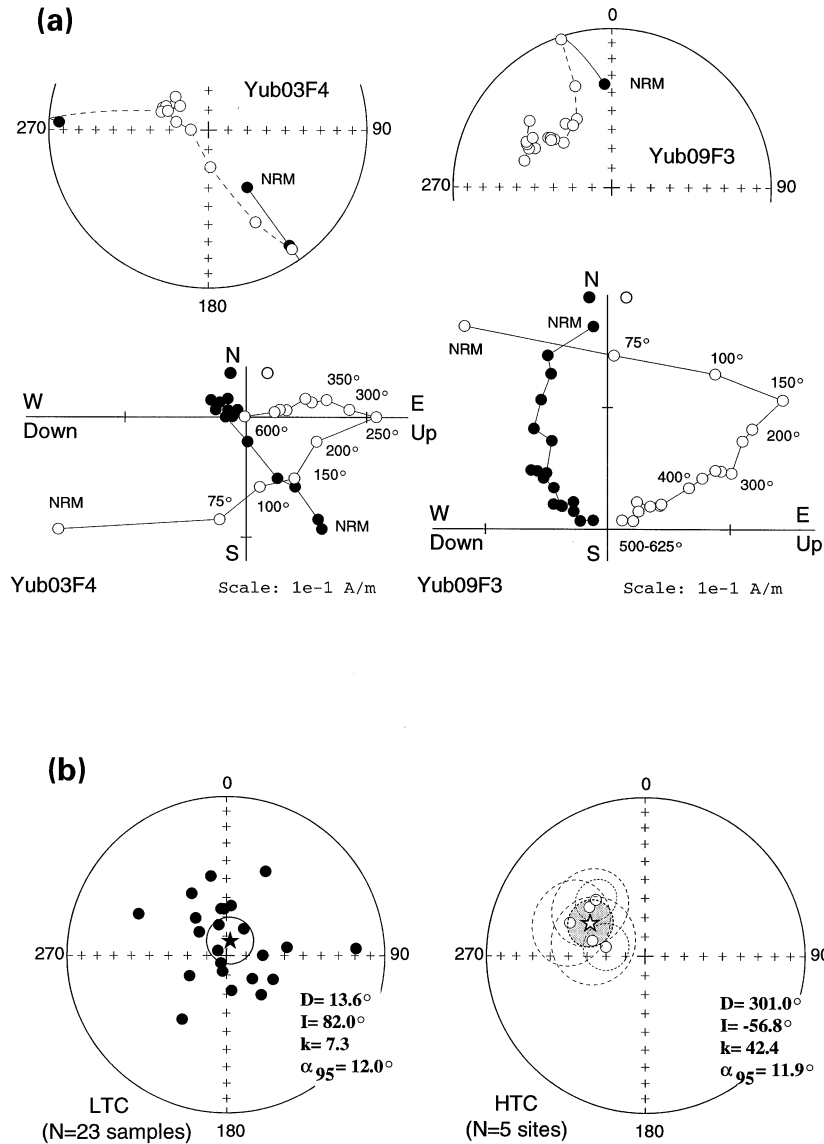 (a)
0
Yub03F4
NRM
270
90
NRM
Yub09F3
270
90
180
N
N
NRM
NRM
75°
100°
350°
300°
W
E
150°
Down
600°
250°
Up
200°
200°
150°
400°
300°
NRM
75°
100°
W
E
NRM
Down
Up
S
S
500-625°
Yub03F4
Scale: 1e-1 A/m
Yub09F3
Scale: 1e-1 A/m
(b)
0
0
270
90
270
90
D= 13.6°
I= 82.0°
k= 7.3
α95= 12.0°
D= 301.0°
I= -56.8°
k= 42.4
α95= 11.9°
LTC
(N=23 samples)
180
HTC
(N=5 sites)
180